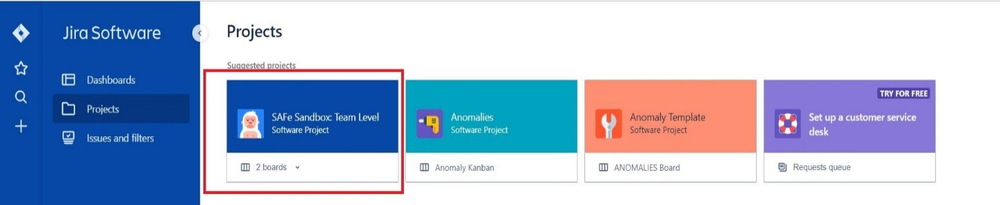 Jira Software
Dashboards
Projects
Issues and filters
Projects
Suggested projects
SAFe Sandbox: Team Level
Software Project
2 boards
Anomalies
Software Project
Anomaly Kanban
Anomaly Template
Software Project
ANOMALIES Board
TRY FOR FREE
Set up a customer service
desk
Requests queue